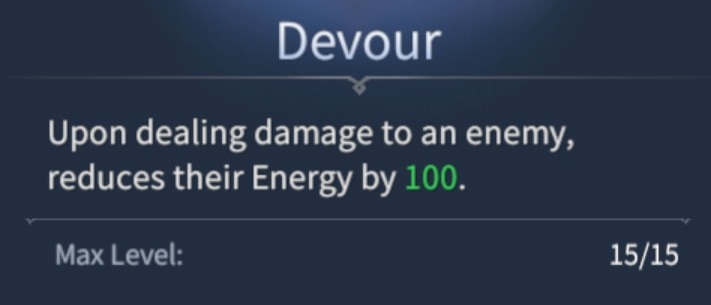 Devour
Upon dealing damage to an enemy,
reduces their Energy by 100.
Max Level: 15/15